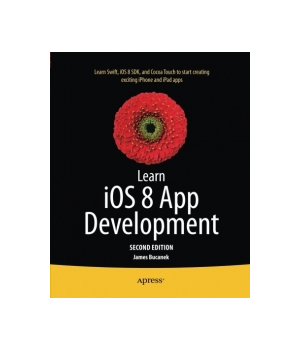 Learn Swift, iOS 8 SDK, and Cocoa Touch to start creating
exciting iPhone and iPad apps
Learn
iOS 8 App
Development
SECOND EDITION
James Bucanek
Apress®